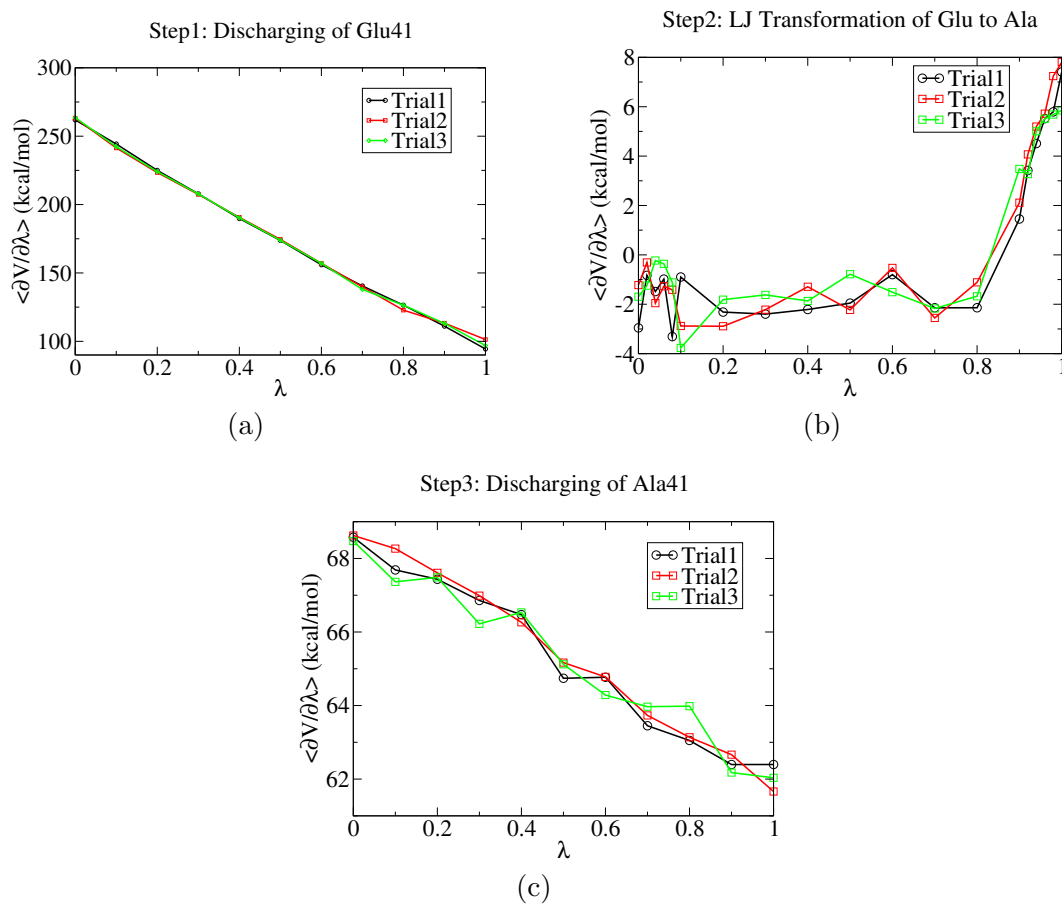 Step1: Discharging of Glu41
300
250
200
150
100
<∂V/∂λ> (kcal/mol)
Trial1
Trial2
Trial3
0 0.2 0.4 0.6 0.8 1
λ
(a)
Step2: LJ Transformation of Glu to Ala
8
6
4
2
0
-2
-4
<∂V/∂λ> (kcal/mol)
Trial1
Trial2
Trial3
0 0.2 0.4 0.6 0.8 1
λ
(b)
Step3: Discharging of Ala41
68
66
64
62
<∂V/∂λ> (kcal/mol)
Trial1
Trial2
Trial3
0 0.2 0.4 0.6 0.8 1
λ
(c)